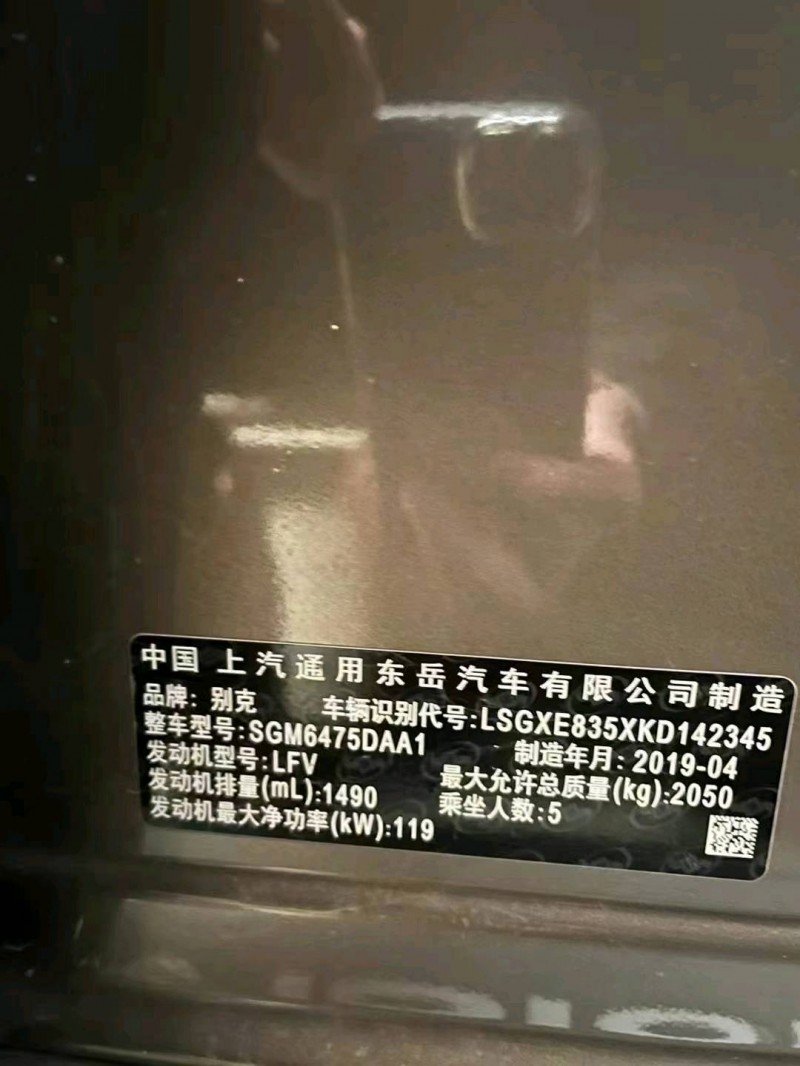 中国 上汽通用东岳汽车有限公司制造
品牌: 别克 车辆识别代号:LSGXE835XKD142345
整车型号:SGM6475DAA1 制造年月: 2019-04
发动机型号:LFV 最大允许总质量(kg):2050
发动机排量(mL):1490 乘坐人数:5
发动机最大净功率(kW):119